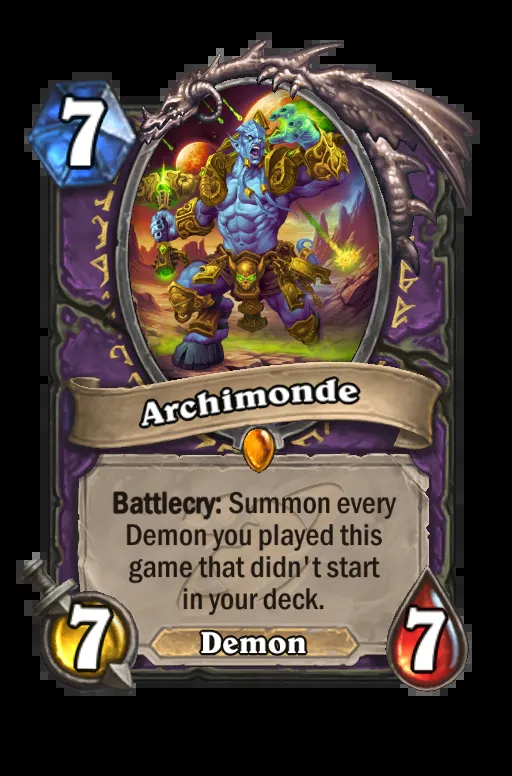 7
Archimonde
Battlecry: Summon every
Demon you played this
game that didn't start
in your deck.
7
Demon
7